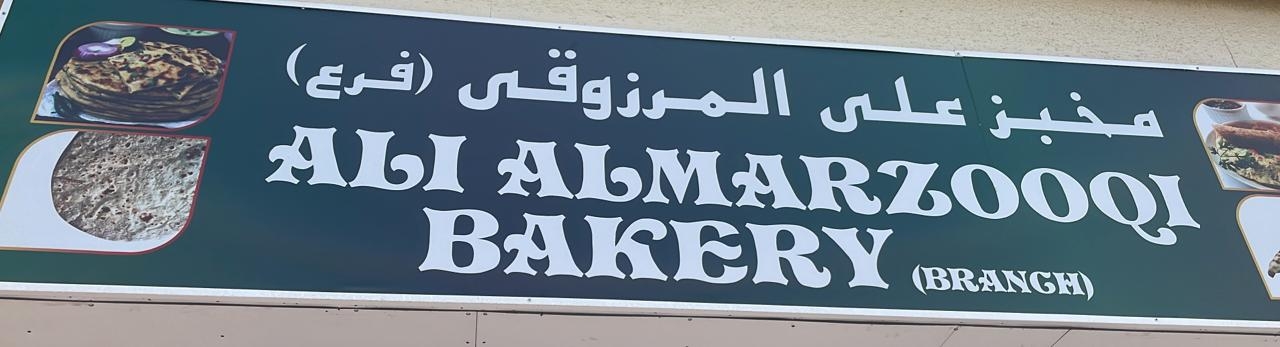 مخبز على المرزوقى (فرع)
ALI ALMARZOOQI
BAKERY (BRANCH)